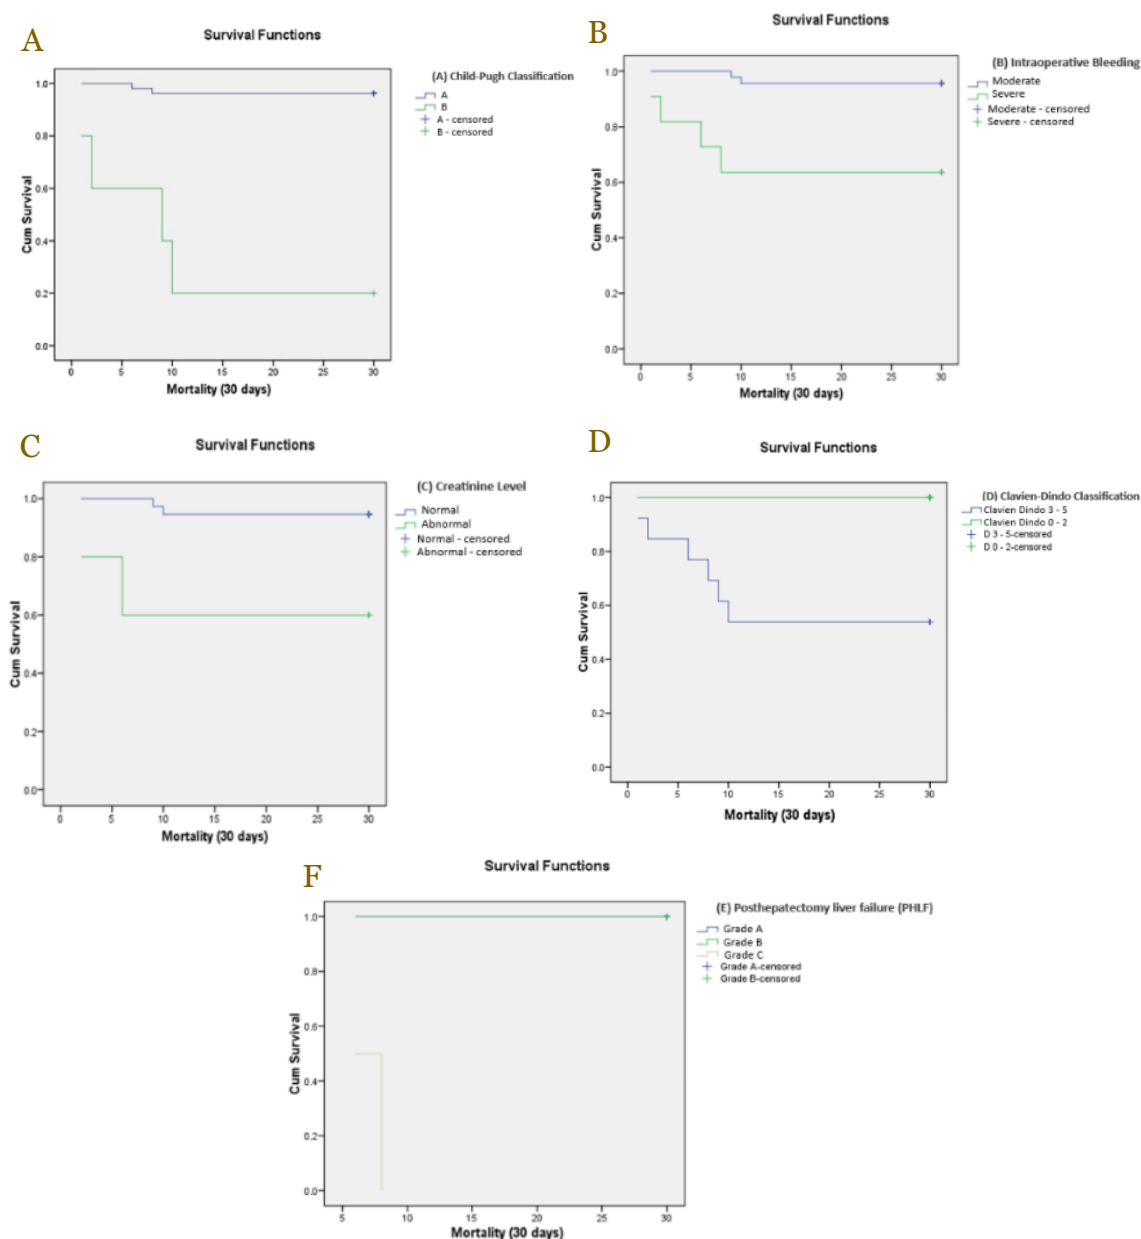 A
Survival Functions
(A) Child-Pugh Classification
A
B
A - censored
B - censored
Cum Survival
1.0
0.8
0.6
0.4
0.2
0.0
0 5 10 15 20 25 30
Mortality (30 days)
B
Survival Functions
(B) Intraoperative Bleeding
Moderate
Severe
Moderate - censored
Severe - censored
Cum Survival
1.0
0.8
0.6
0.4
0.2
0.0
0 5 10 15 20 25 30
Mortality (30 days)
C
Survival Functions
(C) Creatinine Level
Normal
Abnormal
Normal - censored
Abnormal - censored
Cum Survival
1.0
0.8
0.6
0.4
0.2
0.0
0 5 10 15 20 25 30
Mortality (30 days)
D
Survival Functions
(D) Clavien-Dindo Classification
Clavien Dindo 3 - 5
Clavien Dindo 0 - 2
D 3 - 5-censored
D 0 - 2-censored
Cum Survival
1.0
0.8
0.6
0.4
0.2
0.0
0 5 10 15 20 25 30
Mortality (30 days)
F
Survival Functions
(E) Posthepatectomy liver failure (PHLF)
Grade A
Grade B
Grade C
Grade A-censored
Grade B-censored
Cum Survival
1.0
0.8
0.6
0.4
0.2
0.0
5 10 15 20 25 30
Mortality (30 days)